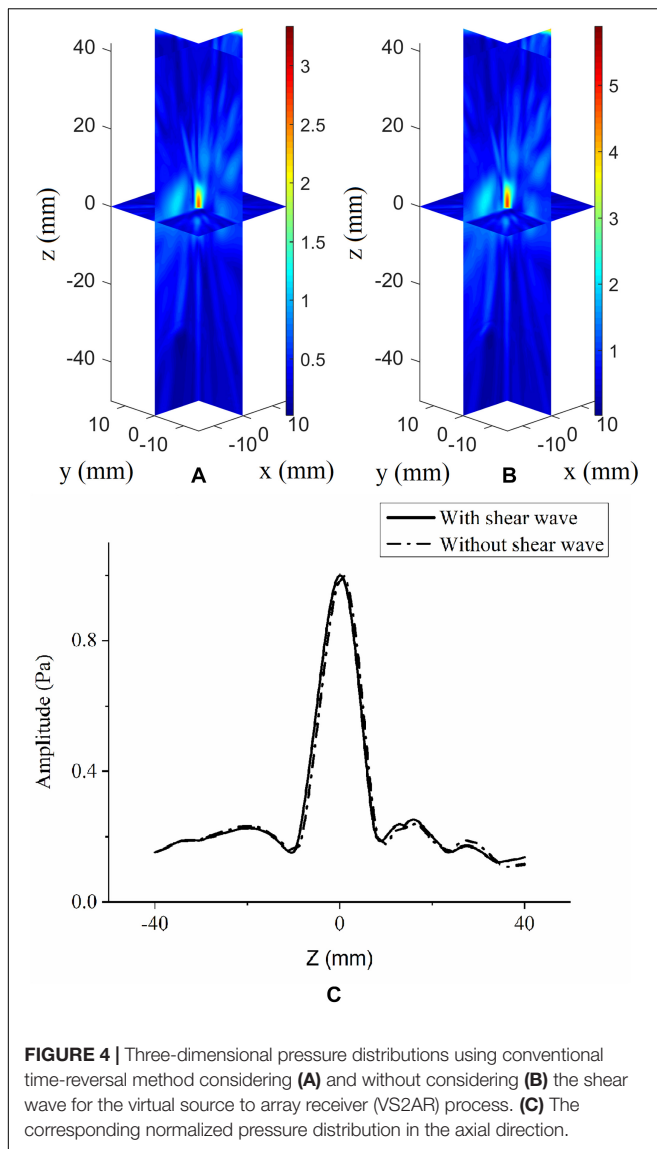 40
20
0
-20
-40
z (mm)
10
0
-10
y (mm)
-10
0
10
x (mm)
3
2.5
2
1.5
1
0.5
A
40
20
0
-20
-40
z (mm)
10
0
-10
y (mm)
-10
0
10
x (mm)
5
4
3
2
1
B
With shear wave
Without shear wave
0.8
0.4
0.0
Amplitude (Pa)
-40
0
40
Z (mm)
C
FIGURE 4 | Three-dimensional pressure distributions using conventional
time-reversal method considering (A) and without considering (B) the shear
wave for the virtual source to array receiver (VS2AR) process. (C) The
corresponding normalized pressure distribution in the axial direction.